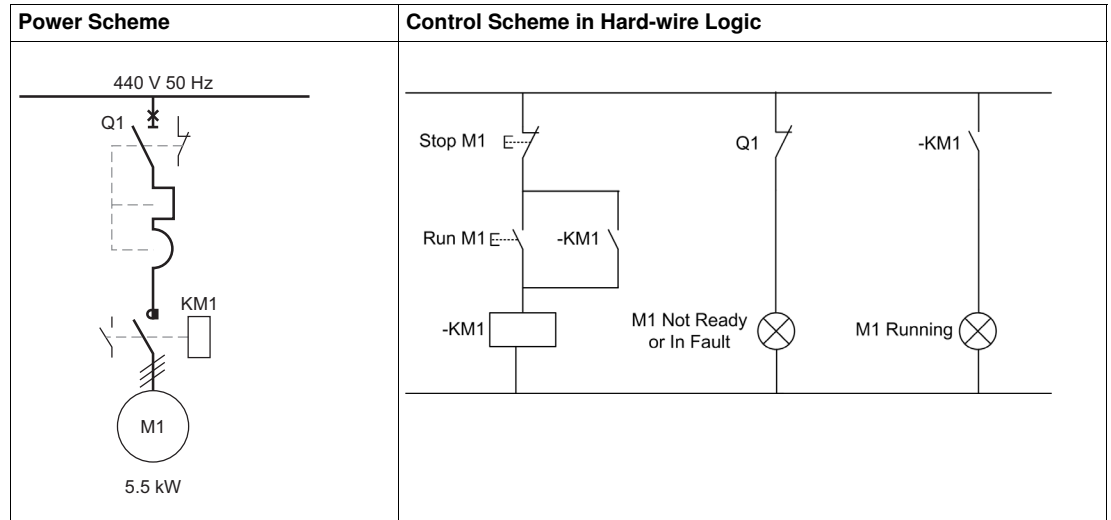 Power Scheme
Control Scheme in Hard-wire Logic
440 V 50 Hz
Q1
KM1
M1
5.5 kW
Stop M1
Run M1
-KM1
-KM1
Q1
M1 Not Ready
or In Fault
-KM1
M1 Running